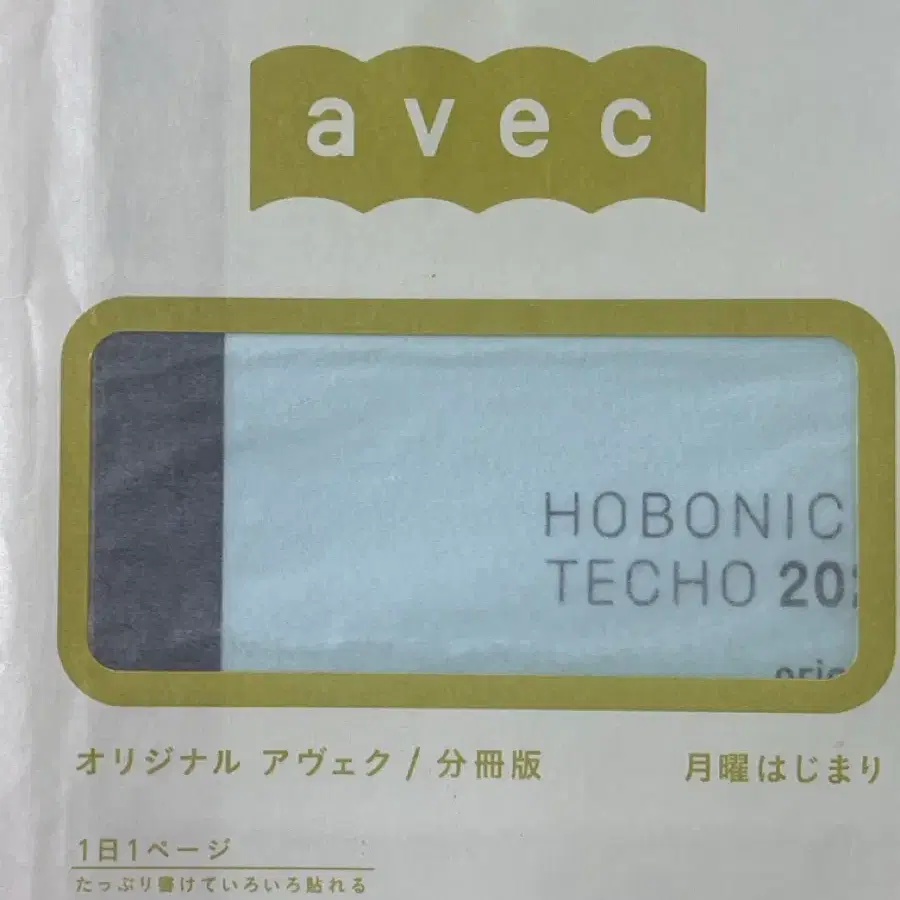 avec
HOBONIC
TECHO 202
orig
オリジナル アヴェク / 分冊版
月曜はじまり
1日1ページ
たっぷり書けていろいろ貼れる